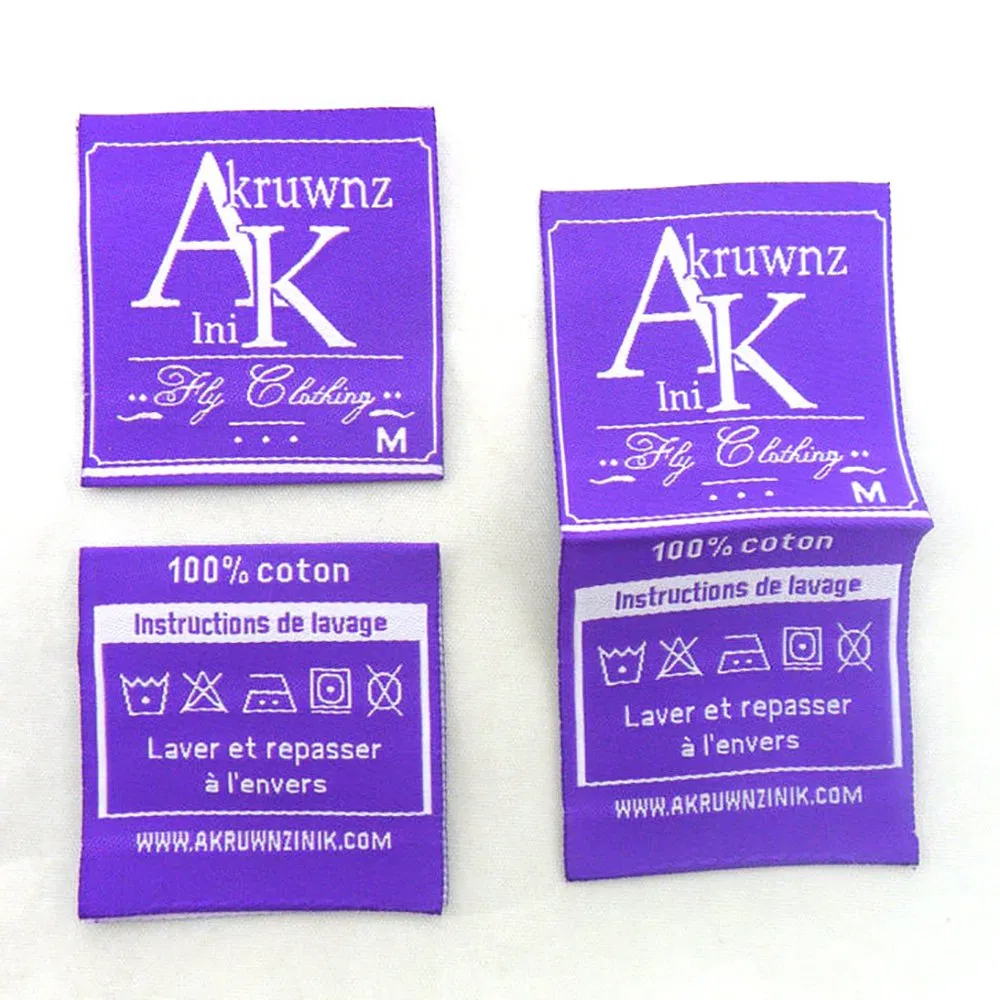 Akruwnz
AK
Ini
Fly Clothing
M
100% coton
Instructions de lavage
Laver et repasser
à l'envers
WWW.AKRUWNZINIK.COM
Akruwnz
AK
Ini
Fly Clothing
M
100% coton
Instructions de lavage
Laver et repasser
à l'envers
WWW.AKRUWNZINIK.COM